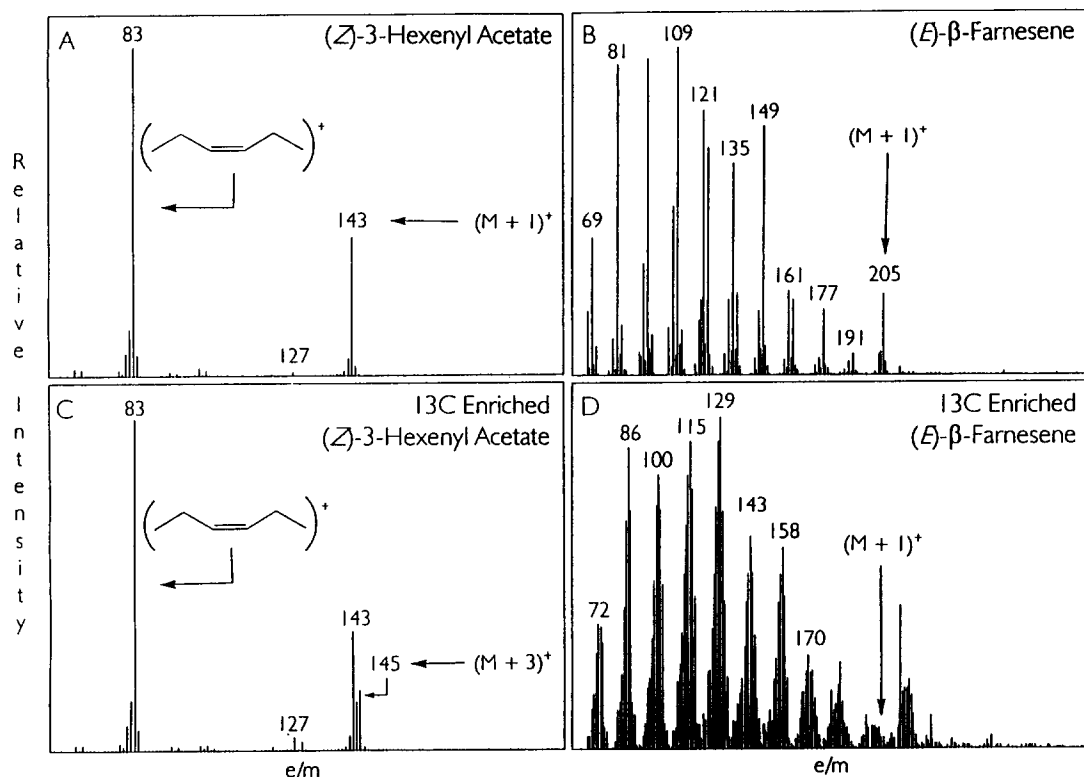 A
(Z)-3-Hexenyl Acetate
83
( )+
143
(M + 1)+
127
B
(E)-β-Farnesene
109
81
121
149
135
(M + 1)+
69
205
161
177
191
C
13C Enriched
(Z)-3-Hexenyl Acetate
83
( )+
143
145
(M + 3)+
127
D
13C Enriched
(E)-β-Farnesene
129
115
86
100
143
158
(M + 1)+
72
170
Relative
Intensity
e/m
e/m